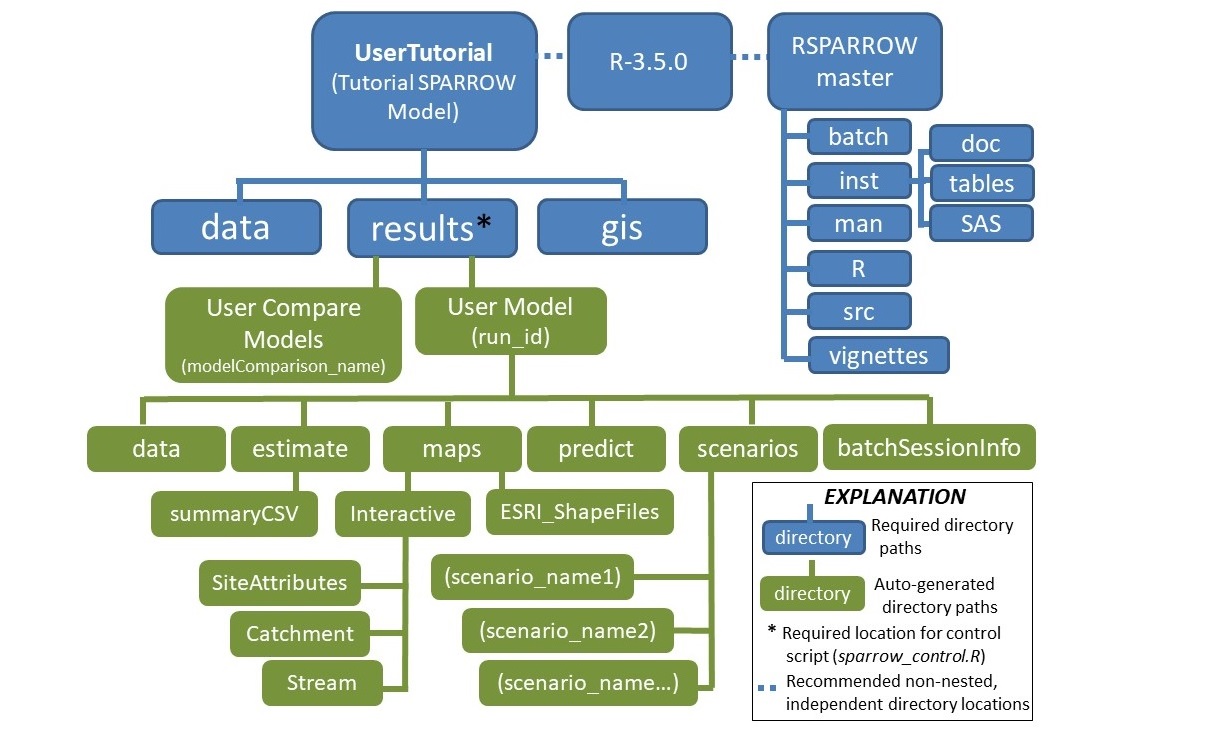 UserTutorial
(Tutorial SPARROW
Model)
R-3.5.0
RSPARROW
master
batch
inst
man
R
src
vignettes
doc
tables
SAS
data
results*
gis
User Compare
Models
(modelComparison_name)
User Model
(run_id)
data
estimate
maps
predict
scenarios
batchSessionInfo
summaryCSV
Interactive
ESRI_ShapeFiles
SiteAttributes
Catchment
Stream
(scenario_name1)
(scenario_name2)
(scenario_name...)
EXPLANATION
directory
Required directory
paths
directory
Auto-generated
directory paths
* Required location for control
script (sparrow_control.R)
Recommended non-nested,
independent directory locations